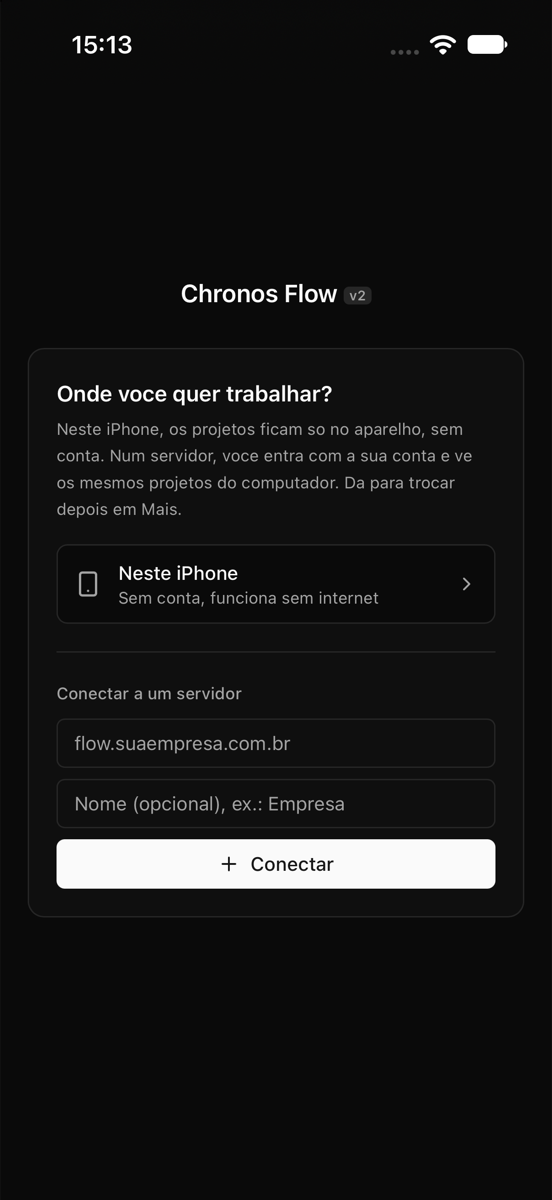 15:13
Chronos Flow v2
Onde voce quer trabalhar?
Neste iPhone, os projetos ficam so no aparelho, sem
conta. Num servidor, voce entra com a sua conta e ve
os mesmos projetos do computador. Da para trocar
depois em Mais.
Neste iPhone
Sem conta, funciona sem internet
Conectar a um servidor
flow.suaempresa.com.br
Nome (opcional), ex.: Empresa
+ Conectar